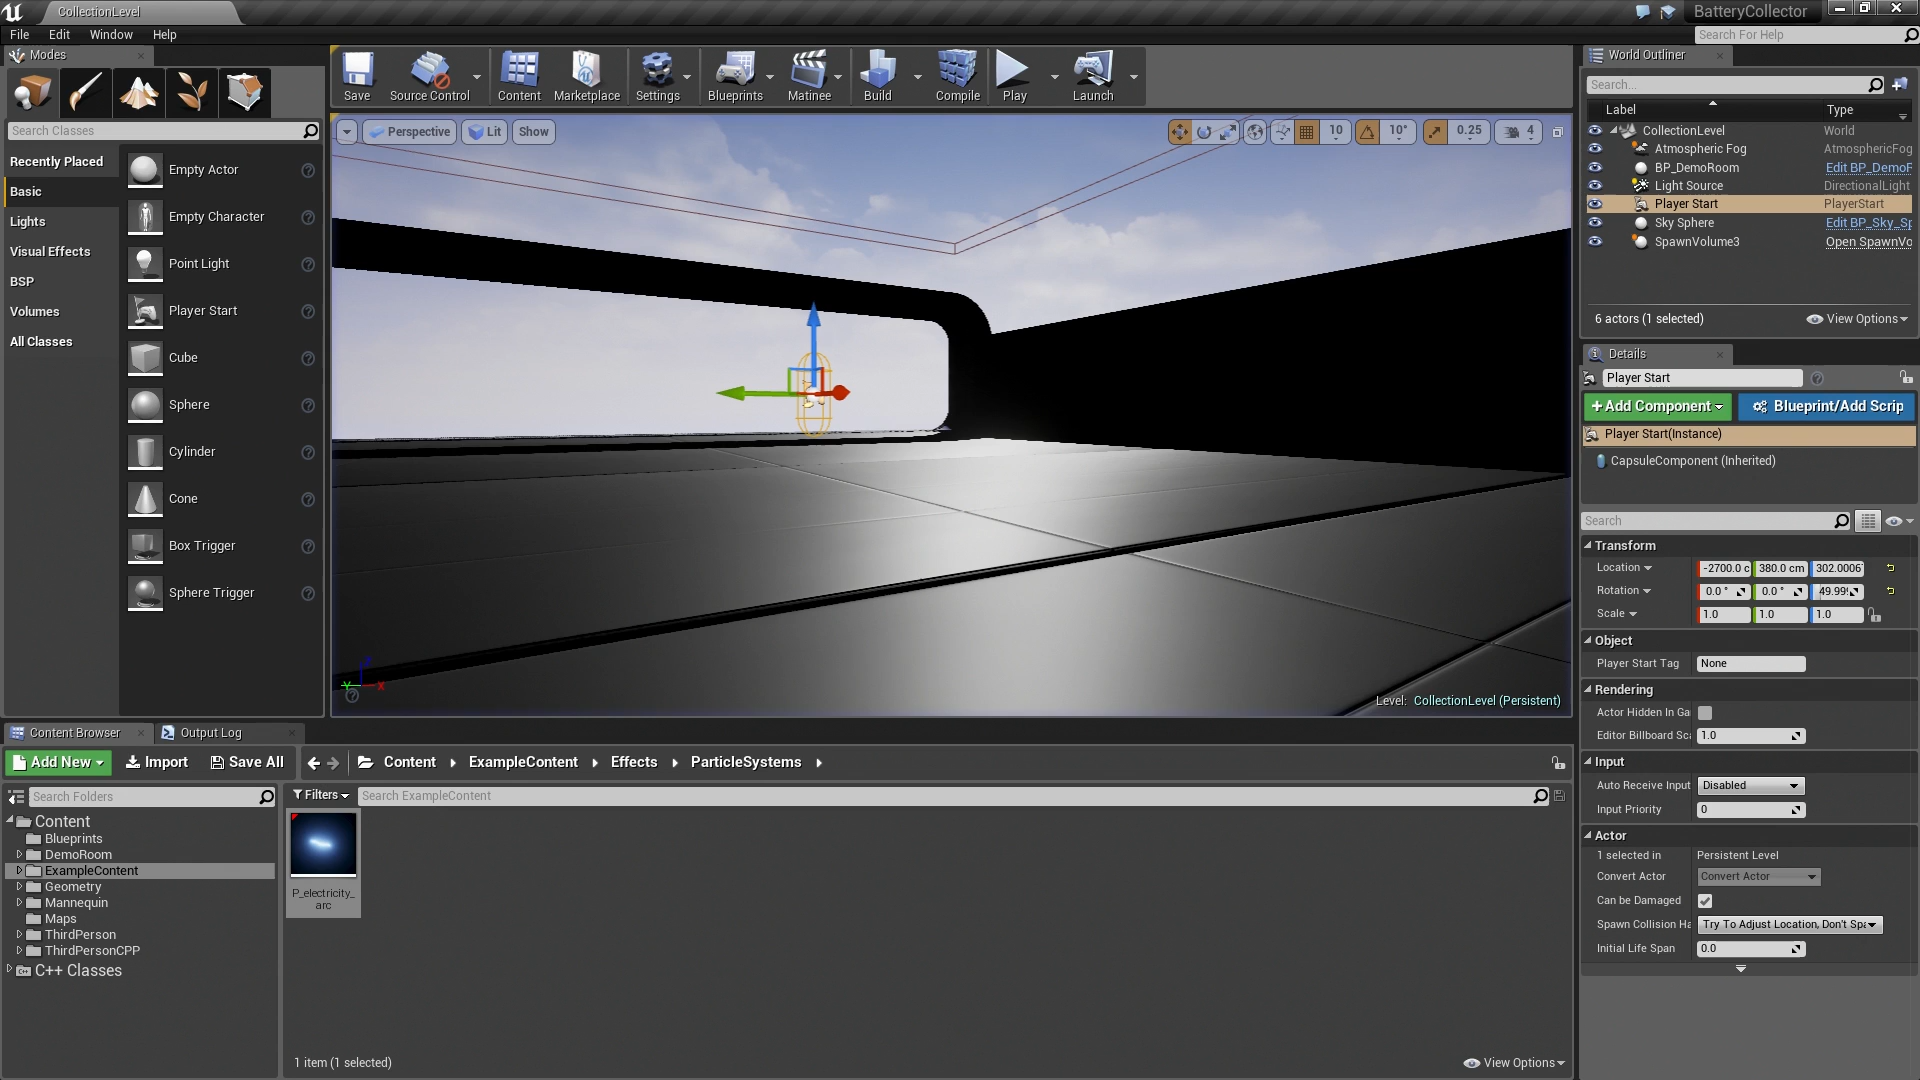 CollectionLevel
BatteryCollector
File Edit Window Help
Search For Help
Modes
Search Classes
Recently Placed
Basic
Lights
Visual Effects
BSP
Volumes
All Classes
Empty Actor
Empty Character
Point Light
Player Start
Cube
Sphere
Cylinder
Cone
Box Trigger
Sphere Trigger
Save Source Control Content Marketplace Settings Blueprints Matinee Build Compile Play Launch
Perspective Lit Show
10 10° 0.25 4
Level: CollectionLevel (Persistent)
World Outliner
Search...
Label Type
CollectionLevel World
Atmospheric Fog AtmosphericFog
BP_DemoRoom Edit BP_DemoR
Light Source DirectionalLight
Player Start PlayerStart
Sky Sphere Edit BP_Sky_Sp
SpawnVolume3 Open SpawnVo
6 actors (1 selected) View Options
Details
Player Start
+Add Component Blueprint/Add Scrip
Player Start(Instance)
CapsuleComponent (Inherited)
Search
Transform
Location -2700.0 c 380.0 cm 302.0006
Rotation 0.0 ° 0.0 ° 49.99
Scale 1.0 1.0 1.0
Object
Player Start Tag None
Rendering
Actor Hidden In Ga
Editor Billboard Sc 1.0
Input
Auto Receive Input Disabled
Input Priority 0
Actor
1 selected in Persistent Level
Convert Actor Convert Actor
Can be Damaged
Spawn Collision Ha Try To Adjust Location, Don't Spa
Initial Life Span 0.0
Content Browser Output Log
Add New Import Save All Content ExampleContent Effects ParticleSystems
Search Folders
Filters Search ExampleContent
Content
Blueprints
DemoRoom
ExampleContent
Geometry
Mannequin
Maps
ThirdPerson
ThirdPersonCPP
C++ Classes
P_electricity_
arc
1 item (1 selected) View Options